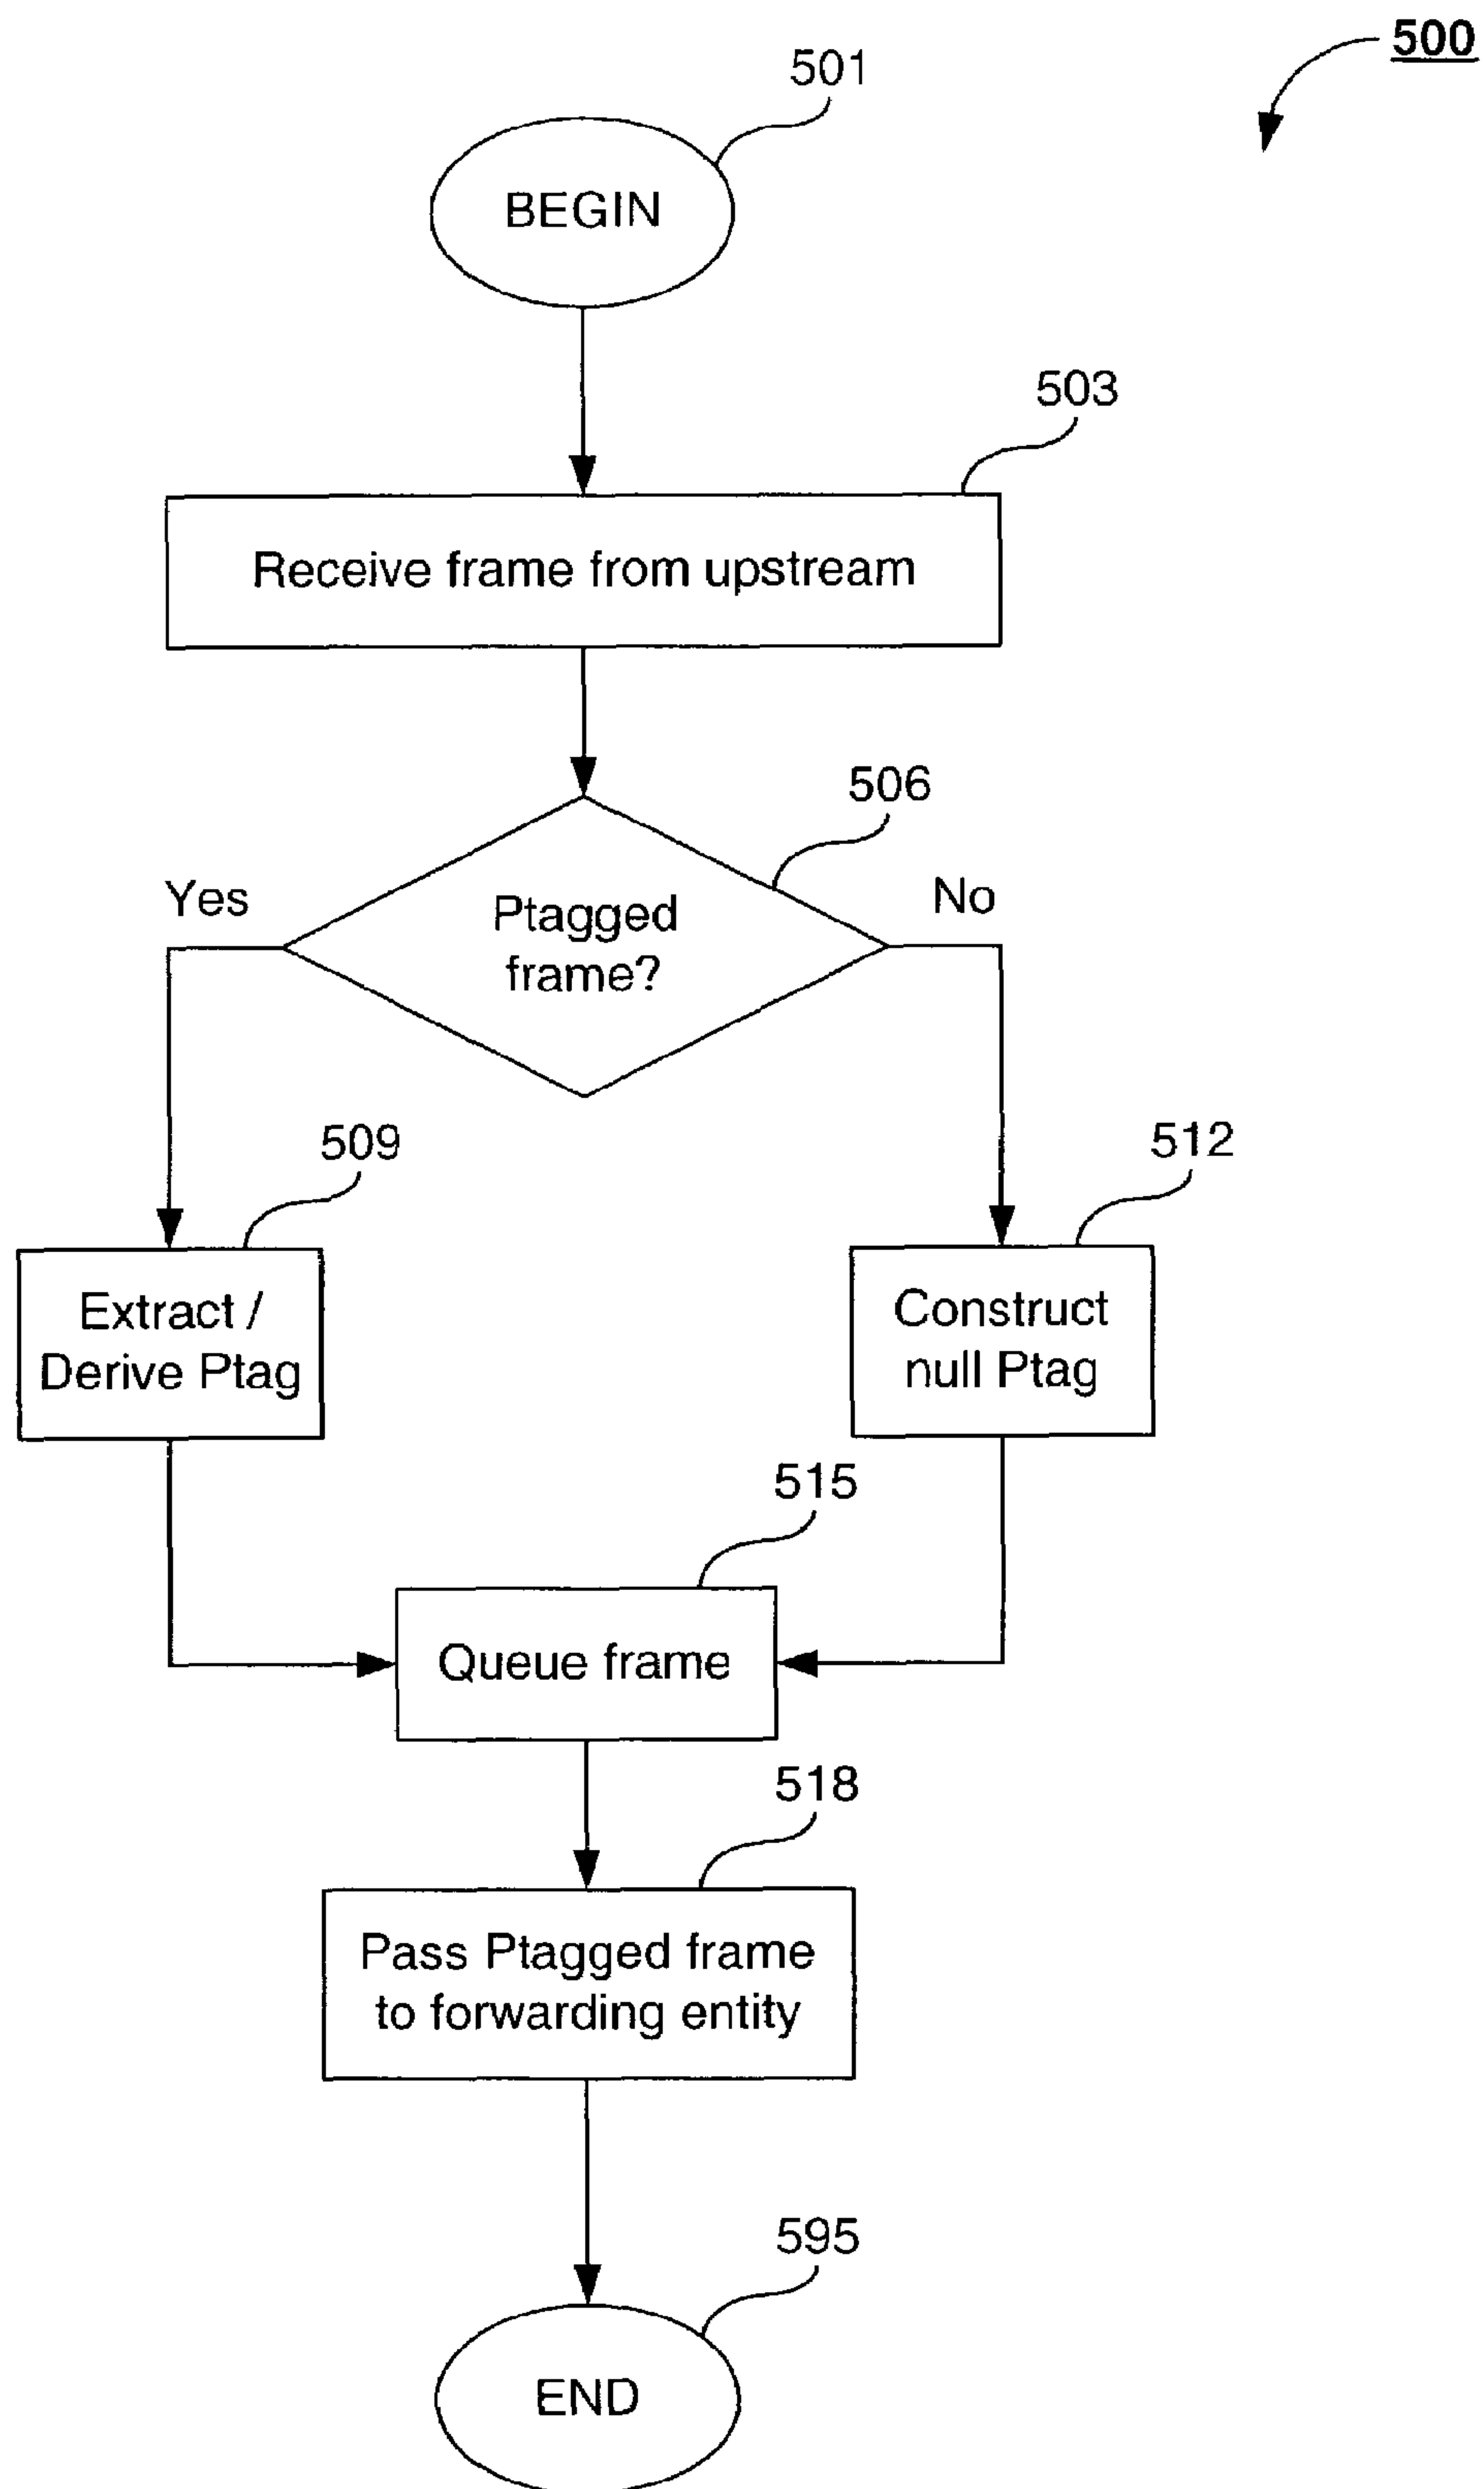 500
501
BEGIN
503
Receive frame from upstream
506
Yes
No
Ptagged
frame?
509
512
Extract /
Derive Ptag
Construct
null Ptag
515
Queue frame
518
Pass Ptagged frame
to forwarding entity
595
END